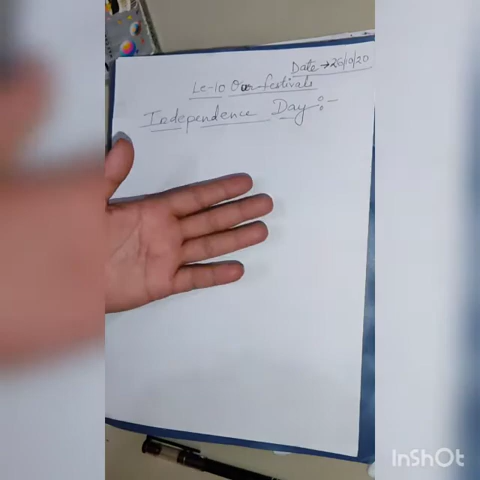 Date → 26/10/20
Le-10 Our festivals
Independence Day :-
InShOt